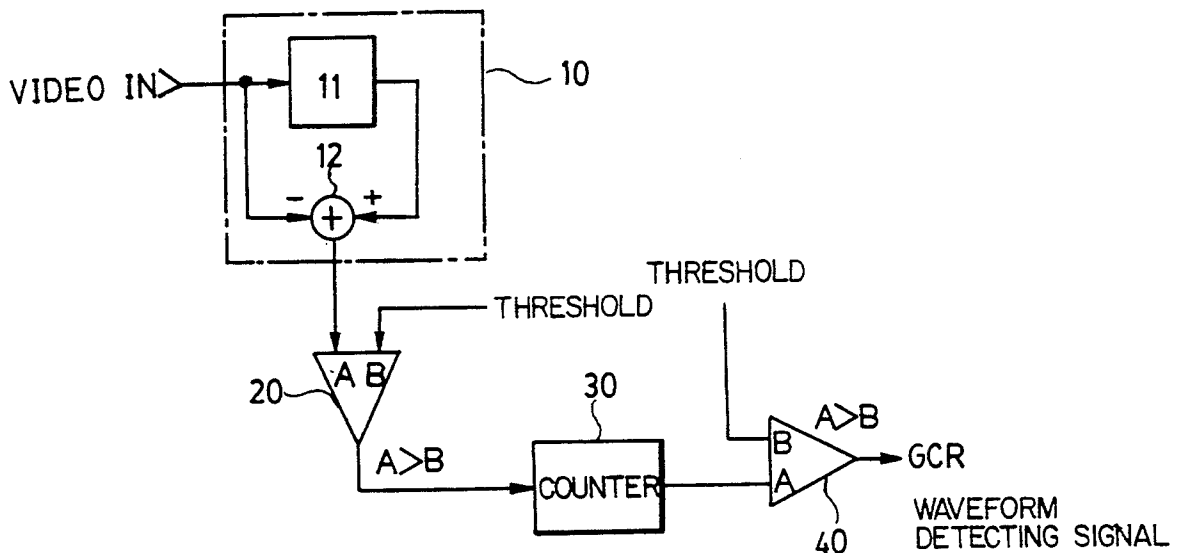 VIDEO IN
11
10
12
- +
+
THRESHOLD
THRESHOLD
A B
20
A>B
30
COUNTER
A>B
B
A
GCR
40
WAVEFORM
DETECTING SIGNAL